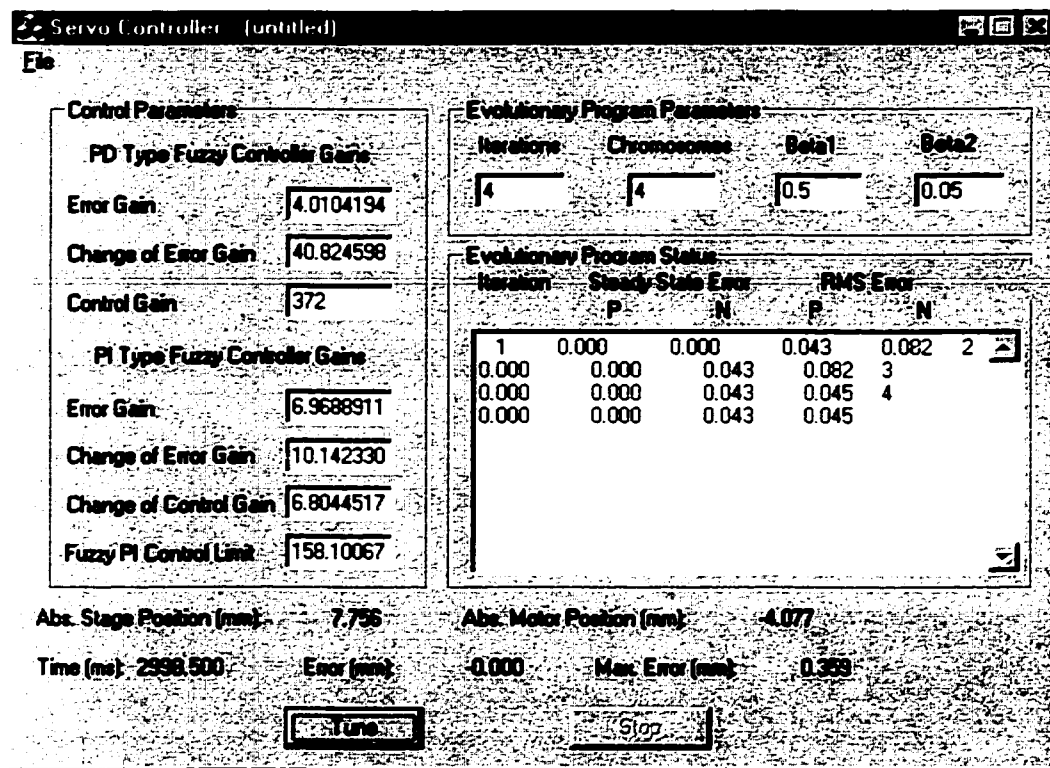 Servo Controller (untitled)
File
Control Parameters
PD Type Fuzzy Controller Gains
Error Gain 4.0104194
Change of Error Gain 40.824598
Control Gain 372
PI Type Fuzzy Controller Gains
Error Gain 6.9688911
Change of Error Gain 10.142330
Change of Control Gain 6.8044517
Fuzzy PI Control Limit 158.10067
Evolutionary Program Parameters
Iterations Chromosomes Beta1 Beta2
4 4 0.5 0.05
Evolutionary Program Status
Iteration Steady State Error RMS Error
P N P N
1 0.000 0.000 0.043 0.082 2
0.000 0.000 0.043 0.082 3
0.000 0.000 0.043 0.045 4
0.000 0.000 0.043 0.045
Abs. Stage Position (mm): 7.756 Abs. Motor Position (mm): -4.077
Time (ms): 2998.500 Error (mm): -0.000 Max. Error (mm): 0.359
Tune Stop